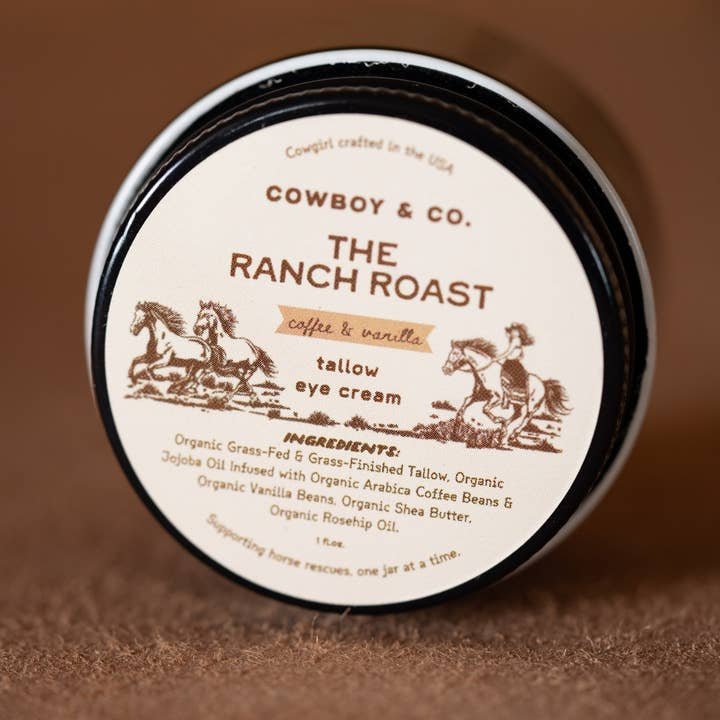 Cowgirl crafted in the USA
COWBOY & CO.
THE
RANCH ROAST
coffee & vanilla
tallow
eye cream
INGREDIENTS:
Organic Grass-Fed & Grass-Finished Tallow, Organic
Jojoba Oil Infused with Organic Arabica Coffee Beans &
Organic Vanilla Beans, Organic Shea Butter,
Organic Rosehip Oil.
1 fl.oz.
Supporting horse rescues, one jar at a time.